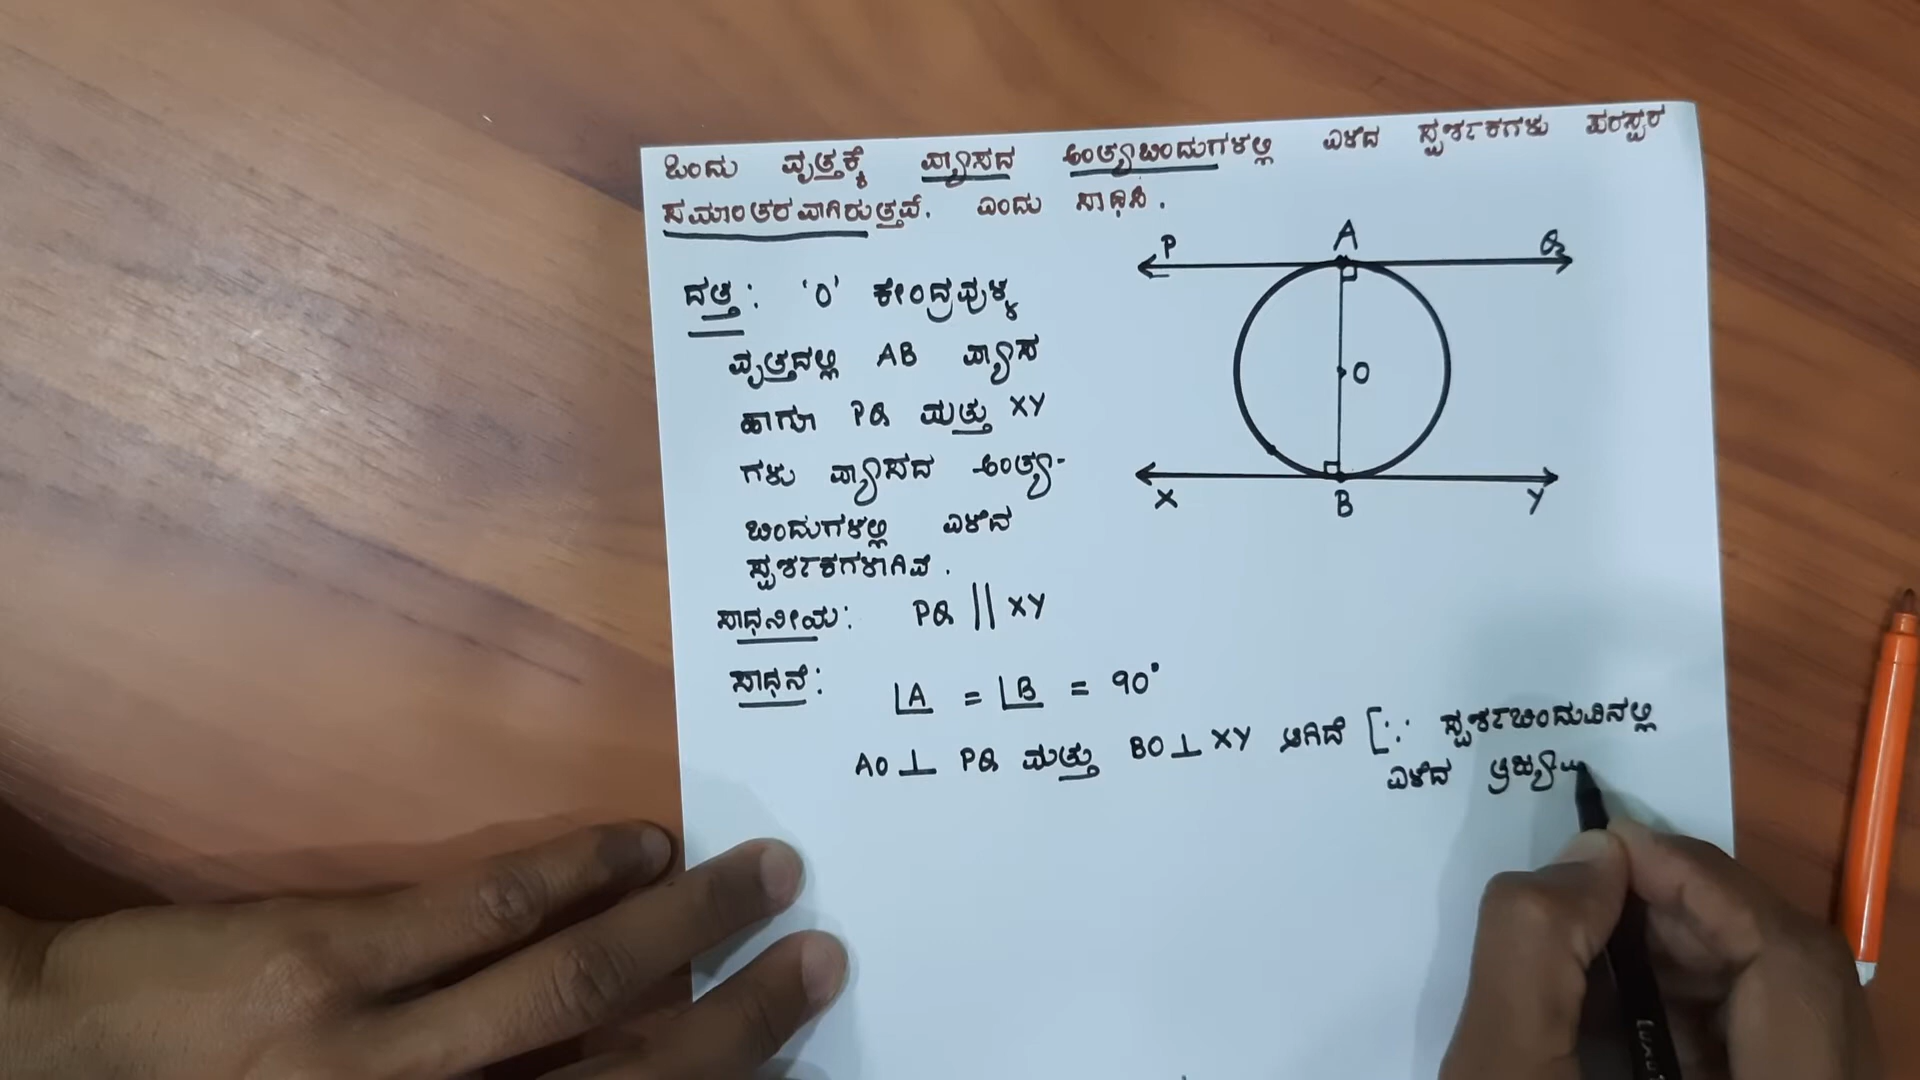 ಒಂದು ವೃತ್ತಕ್ಕೆ ವ್ಯಾಸದ ಅಂತ್ಯಬಿಂದುಗಳಲ್ಲಿ ಎಳೆದ ಸ್ಪರ್ಶಕಗಳು ಪರಸ್ಪರ
ಸಮಾಂತರವಾಗಿರುತ್ತವೆ. ಎಂದು ಸಾಧಿಸಿ.
P A Q
O
X B Y
ದತ್ತ: 'O' ಕೇಂದ್ರವುಳ್ಳ
ವೃತ್ತದಲ್ಲಿ AB ವ್ಯಾಸ
ಹಾಗೂ PQ ಮತ್ತು XY
ಗಳು ವ್ಯಾಸದ ಅಂತ್ಯ-
ಬಿಂದುಗಳಲ್ಲಿ ಎಳೆದ
ಸ್ಪರ್ಶಕಗಳಾಗಿವೆ.
ಸಾಧನೀಯ: PQ || XY
ಸಾಧನೆ: ∠A = ∠B = 90°
AO ⊥ PQ ಮತ್ತು BO ⊥ XY ಆಗಿದೆ [∵ ಸ್ಪರ್ಶಬಿಂದುವಿನಲ್ಲಿ
ಎಳೆದ